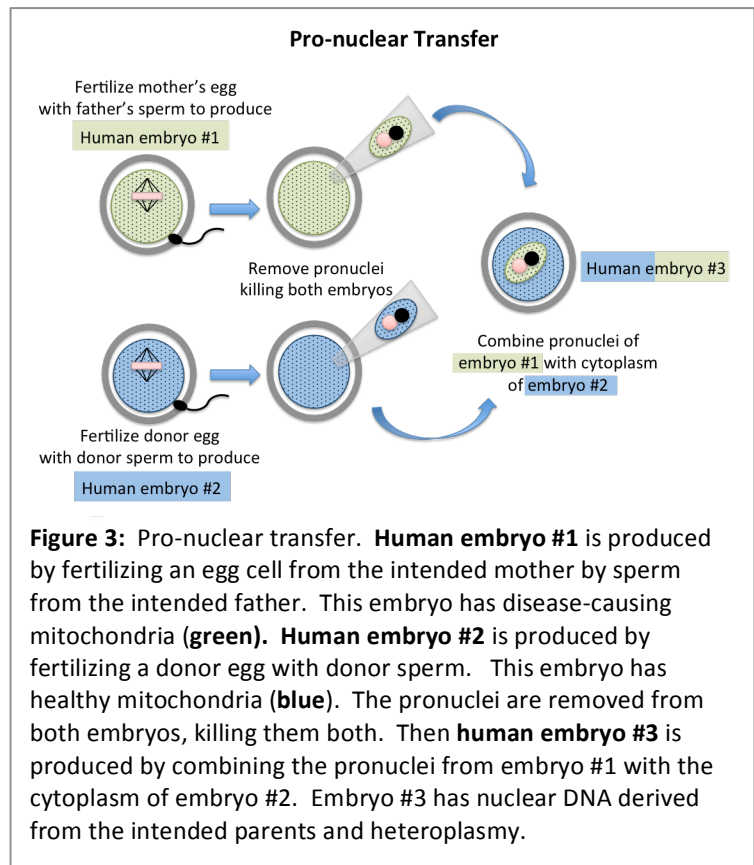 Pro-nuclear Transfer
Fertilize mother's egg
with father's sperm to produce
Human embryo #1
Remove pronuclei
killing both embryos
Human embryo #3
Combine pronuclei of
embryo #1 with cytoplasm
of embryo #2
Fertilize donor egg
with donor sperm to produce
Human embryo #2
Figure 3: Pro-nuclear transfer. Human embryo #1 is produced
by fertilizing an egg cell from the intended mother by sperm
from the intended father. This embryo has disease-causing
mitochondria (green). Human embryo #2 is produced by
fertilizing a donor egg with donor sperm. This embryo has
healthy mitochondria (blue). The pronuclei are removed from
both embryos, killing them both. Then human embryo #3 is
produced by combining the pronuclei from embryo #1 with the
cytoplasm of embryo #2. Embryo #3 has nuclear DNA derived
from the intended parents and heteroplasmy.